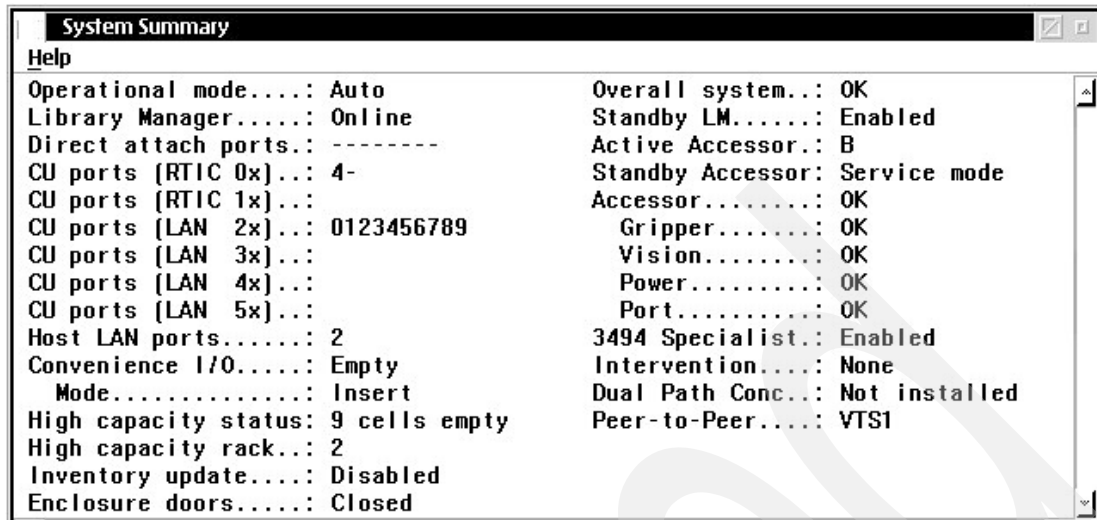 System Summary
Help
Operational mode....: Auto
Library Manager.....: Online
Direct attach ports.: --------
CU ports (RTIC 0x)..: 4-
CU ports (RTIC 1x)..:
CU ports (LAN  2x)..: 0123456789
CU ports (LAN  3x)..:
CU ports (LAN  4x)..:
CU ports (LAN  5x)..:
Host LAN ports......: 2
Convenience I/O.....: Empty
Mode...............: Insert
High capacity status: 9 cells empty
High capacity rack..: 2
Inventory update....: Disabled
Enclosure doors.....: Closed
Overall system..: OK
Standby LM......: Enabled
Active Accessor.: B
Standby Accessor: Service mode
Accessor........: OK
Gripper.......: OK
Vision........: OK
Power.........: OK
Port..........: OK
3494 Specialist.: Enabled
Intervention....: None
Dual Path Conc..: Not installed
Peer-to-Peer....: VTS1